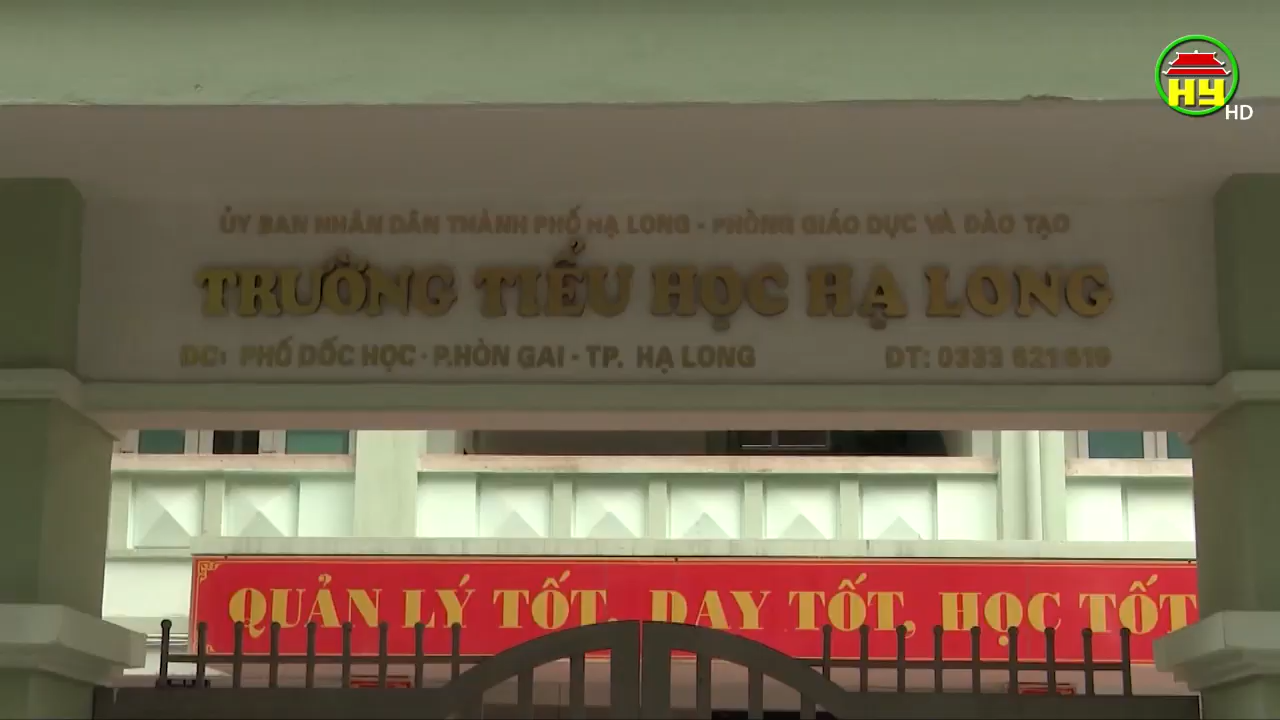 HY
HD
ỦY BAN NHÂN DÂN THÀNH PHỐ HẠ LONG - PHÒNG GIÁO DỤC VÀ ĐÀO TẠO
TRƯỜNG TIỂU HỌC HẠ LONG
ĐC: PHỐ DỐC HỌC - P.HÒN GAI - TP. HẠ LONG ĐT: 0333 621619
QUẢN LÝ TỐT, DẠY TỐT, HỌC TỐT